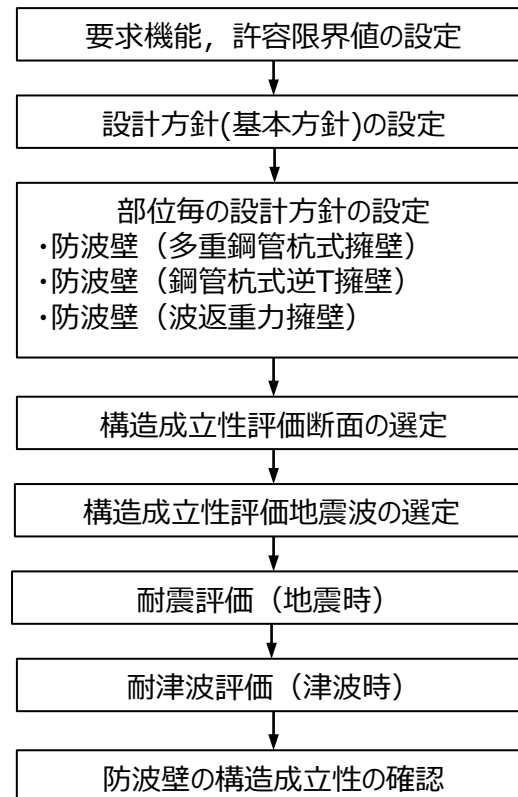 要求機能，許容限界値の設定
設計方針(基本方針)の設定
部位毎の設計方針の設定
・防波壁（多重鋼管杭式擁壁）
・防波壁（鋼管杭式逆T擁壁）
・防波壁（波返重力擁壁）
構造成立性評価断面の選定
構造成立性評価地震波の選定
耐震評価（地震時）
耐津波評価（津波時）
防波壁の構造成立性の確認